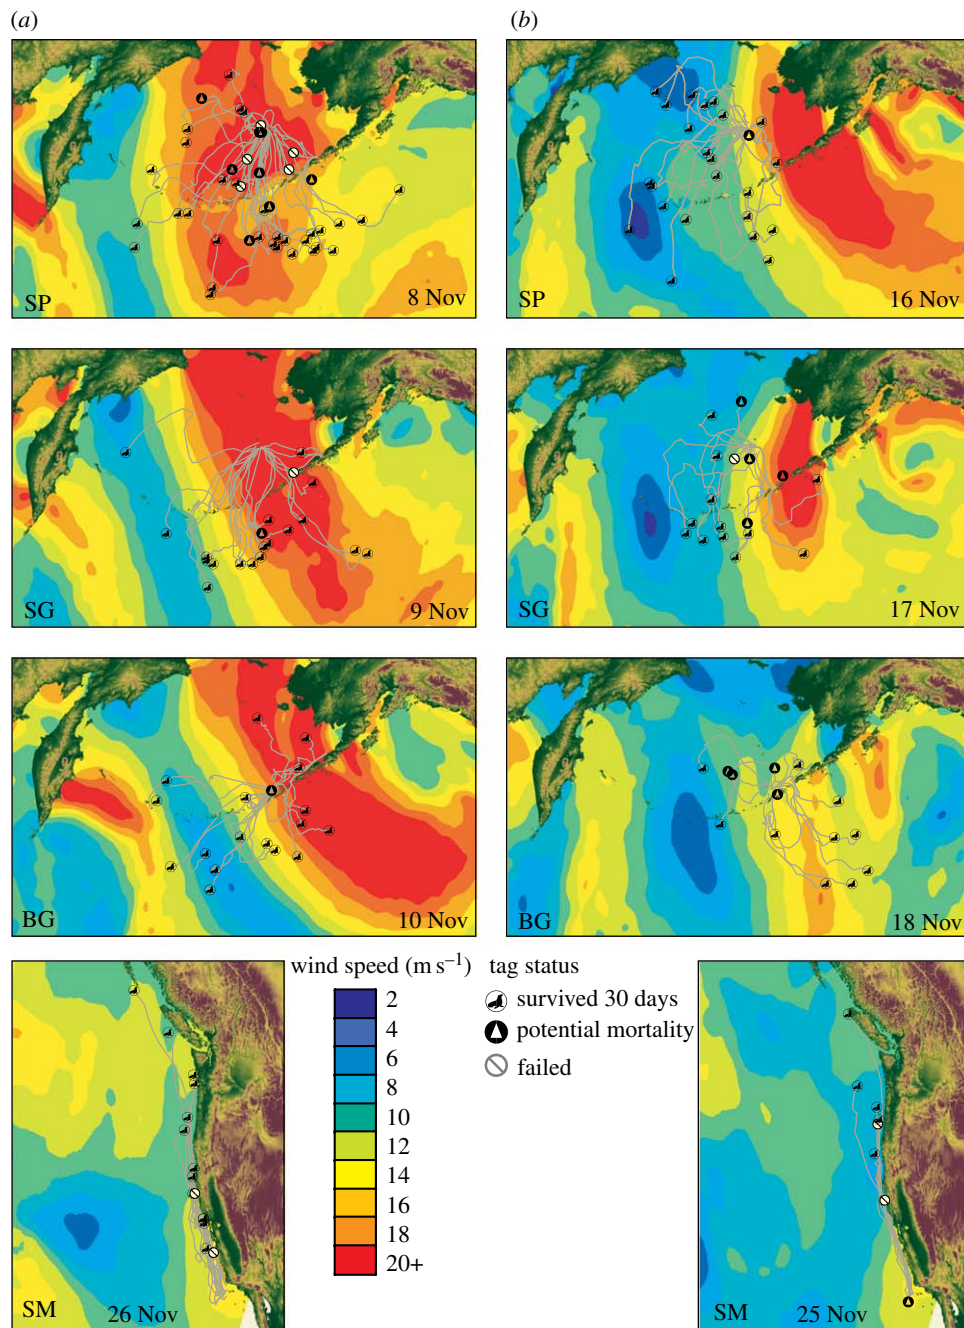 (a)
(b)
SP
8 Nov
SP
16 Nov
SG
9 Nov
SG
17 Nov
BG
10 Nov
BG
18 Nov
wind speed (m s⁻¹)
2
4
6
8
10
12
14
16
18
20+
tag status
survived 30 days
potential mortality
failed
SM
26 Nov
SM
25 Nov